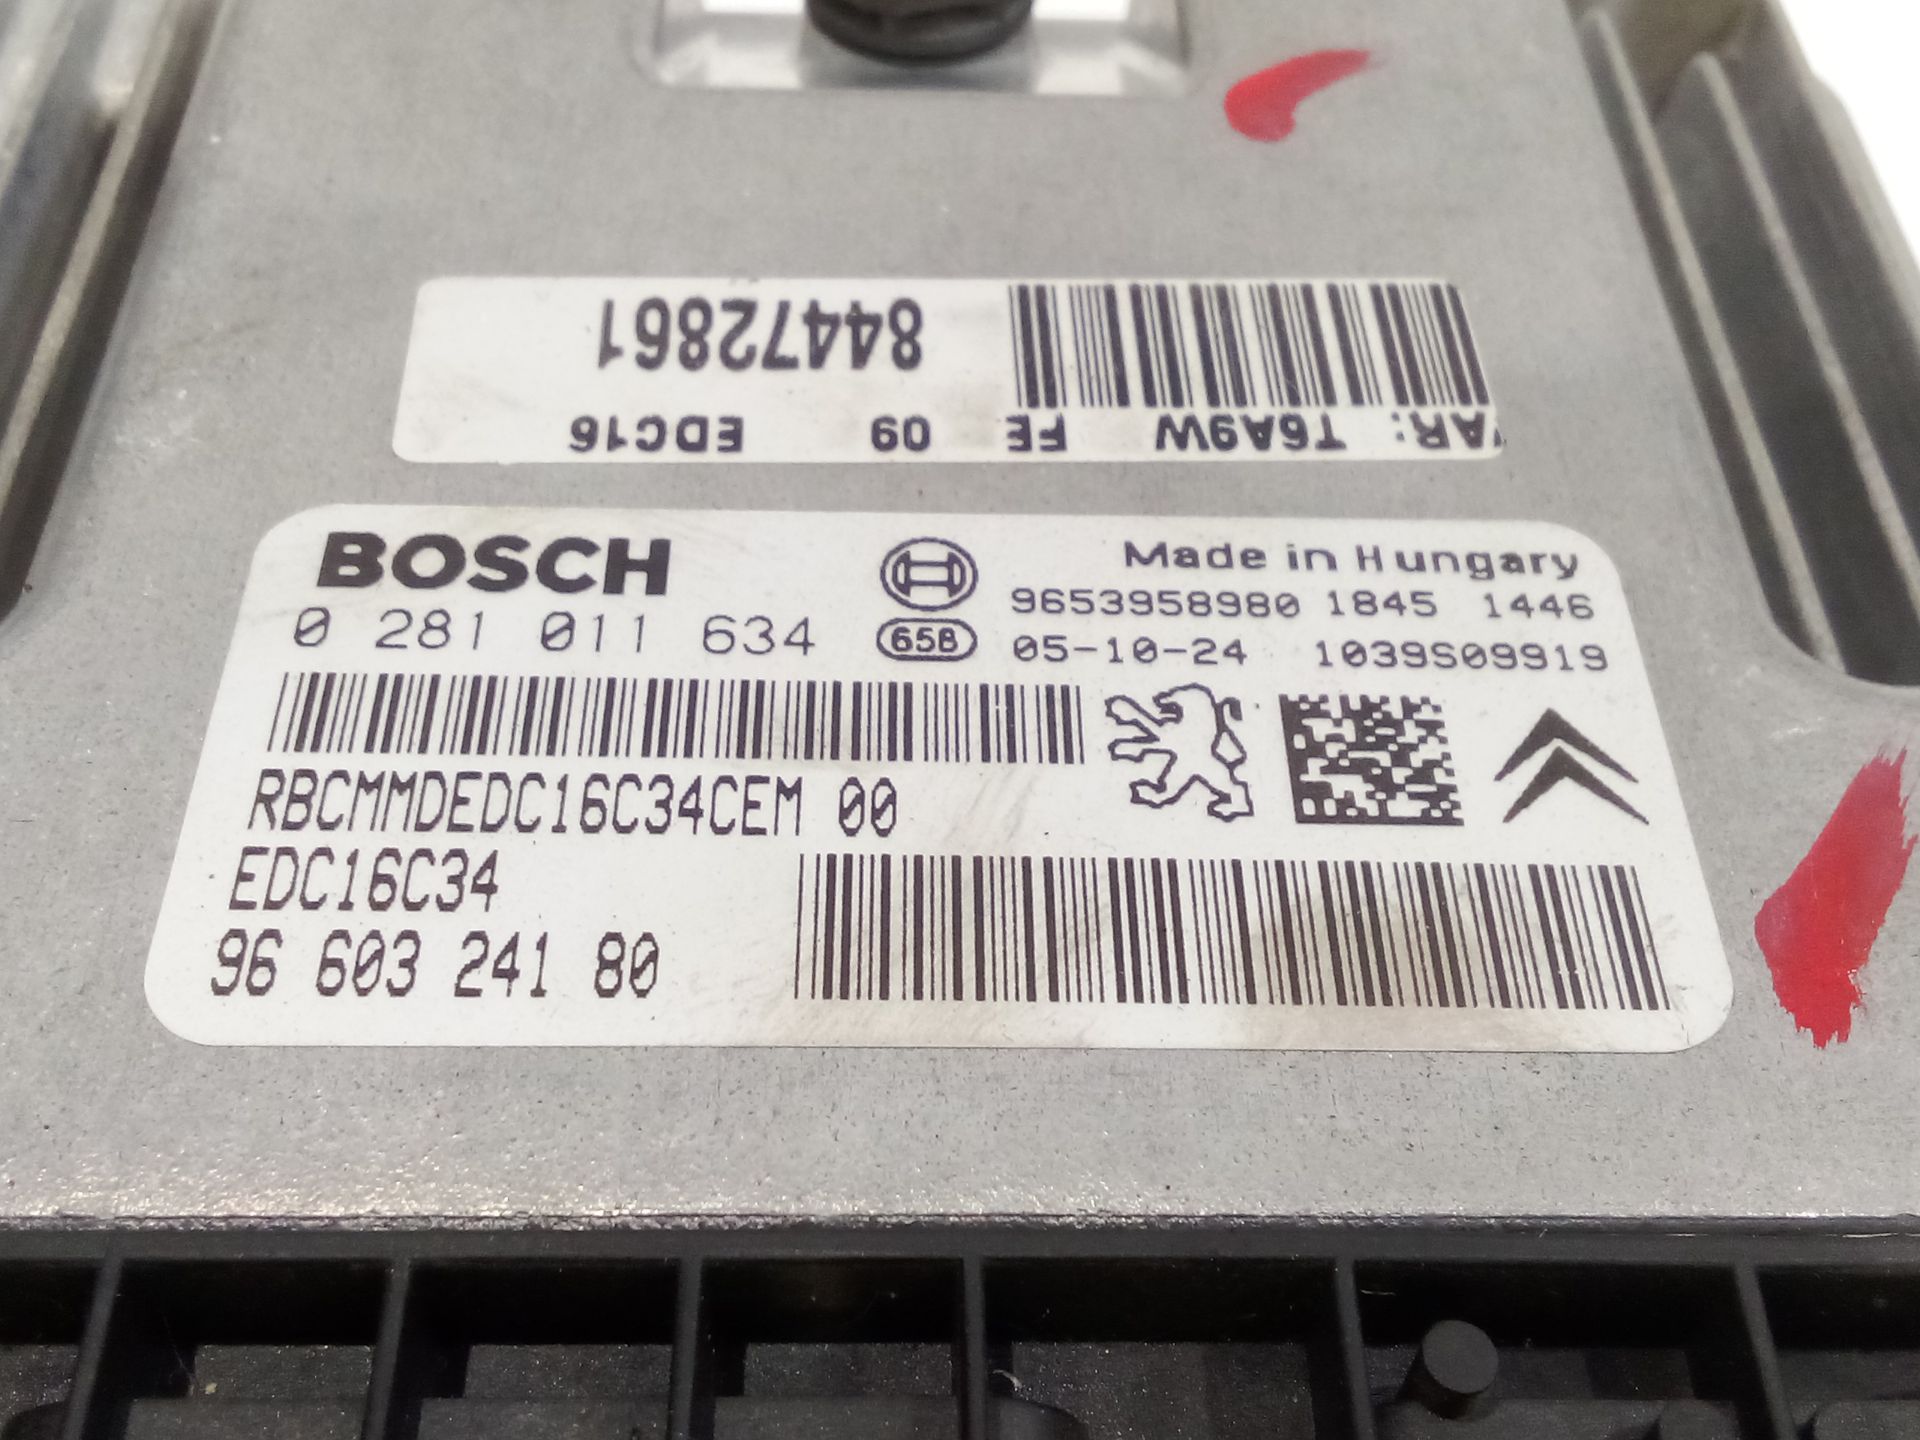 84472861
VAR: T6A9W FE 09 EDC16
BOSCH
Made in Hungary
0 281 011 634
658
9653958980 1845 1446
05-10-24 1039S09919
RBCMMDEDC16C34CEM 00
EDC16C34
96 603 241 80